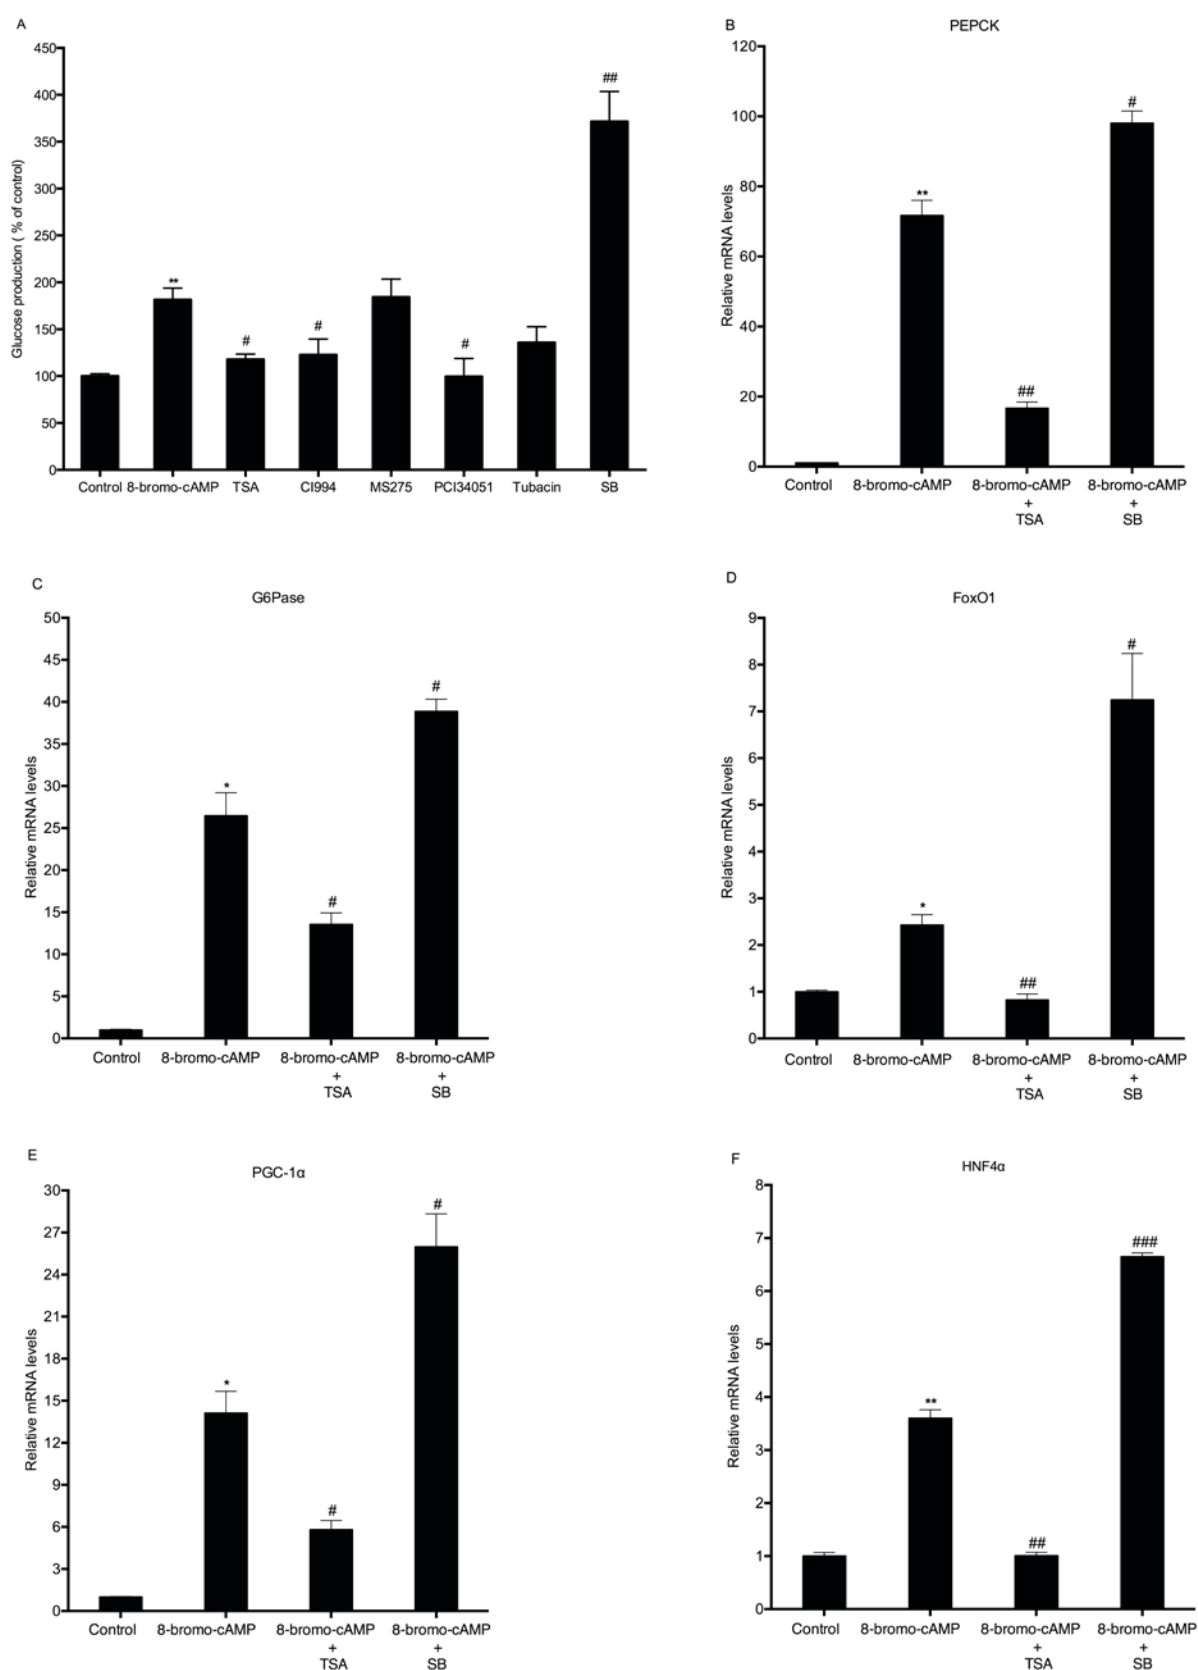 A
Glucose production ( % of control)
450
400
350
300
250
200
150
100
50
0
**
#
#
#
##
Control 8-bromo-cAMP TSA CI994 MS275 PCI34051 Tubacin SB
B
PEPCK
Relative mRNA levels
120
100
80
60
40
20
0
**
##
#
Control 8-bromo-cAMP 8-bromo-cAMP 8-bromo-cAMP
+ +
TSA SB
C
G6Pase
Relative mRNA levels
50
45
40
35
30
25
20
15
10
5
0
*
#
#
Control 8-bromo-cAMP 8-bromo-cAMP 8-bromo-cAMP
+ +
TSA SB
D
FoxO1
Relative mRNA levels
9
8
7
6
5
4
3
2
1
0
*
##
#
Control 8-bromo-cAMP 8-bromo-cAMP 8-bromo-cAMP
+ +
TSA SB
E
PGC-1α
Relative mRNA levels
30
27
24
21
18
15
12
9
6
3
0
*
#
#
Control 8-bromo-cAMP 8-bromo-cAMP 8-bromo-cAMP
+ +
TSA SB
F
HNF4α
Relative mRNA levels
8
7
6
5
4
3
2
1
0
**
##
###
Control 8-bromo-cAMP 8-bromo-cAMP 8-bromo-cAMP
+ +
TSA SB